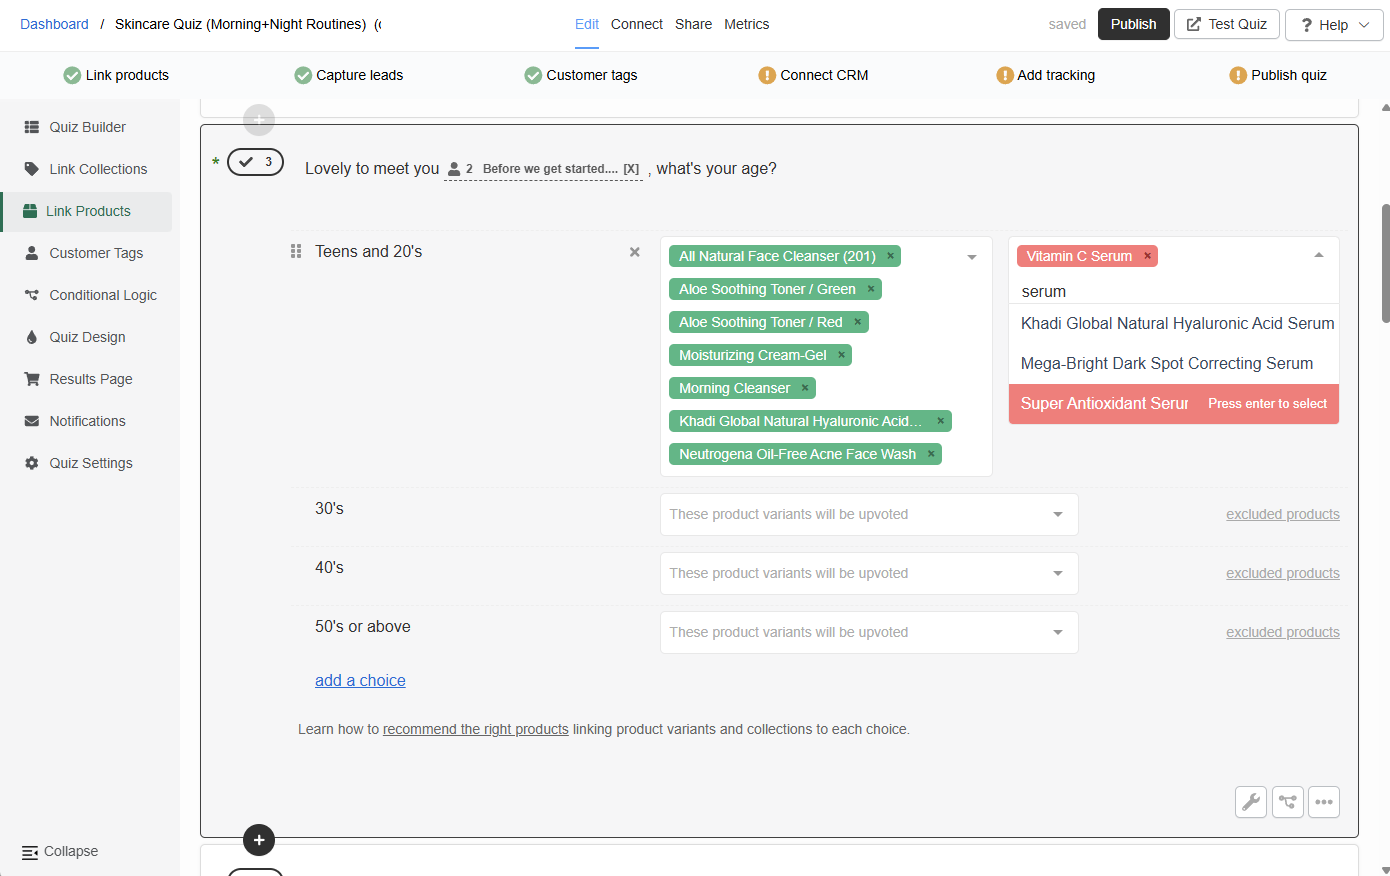 Dashboard / Skincare Quiz (Morning+Night Routines) (
Edit Connect Share Metrics
saved Publish Test Quiz ? Help
Link products Capture leads Customer tags Connect CRM Add tracking Publish quiz
Quiz Builder
Link Collections
Link Products
Customer Tags
Conditional Logic
Quiz Design
Results Page
Notifications
Quiz Settings
Collapse
* 3 Lovely to meet you 2 Before we get started.... [X] , what's your age?
Teens and 20's
All Natural Face Cleanser (201) ×
Aloe Soothing Toner / Green ×
Aloe Soothing Toner / Red ×
Moisturizing Cream-Gel ×
Morning Cleanser ×
Khadi Global Natural Hyaluronic Acid... ×
Neutrogena Oil-Free Acne Face Wash ×
Vitamin C Serum ×
serum
Khadi Global Natural Hyaluronic Acid Serum
Mega-Bright Dark Spot Correcting Serum
Super Antioxidant Serum Press enter to select
30's These product variants will be upvoted excluded products
40's These product variants will be upvoted excluded products
50's or above These product variants will be upvoted excluded products
add a choice
Learn how to recommend the right products linking product variants and collections to each choice.